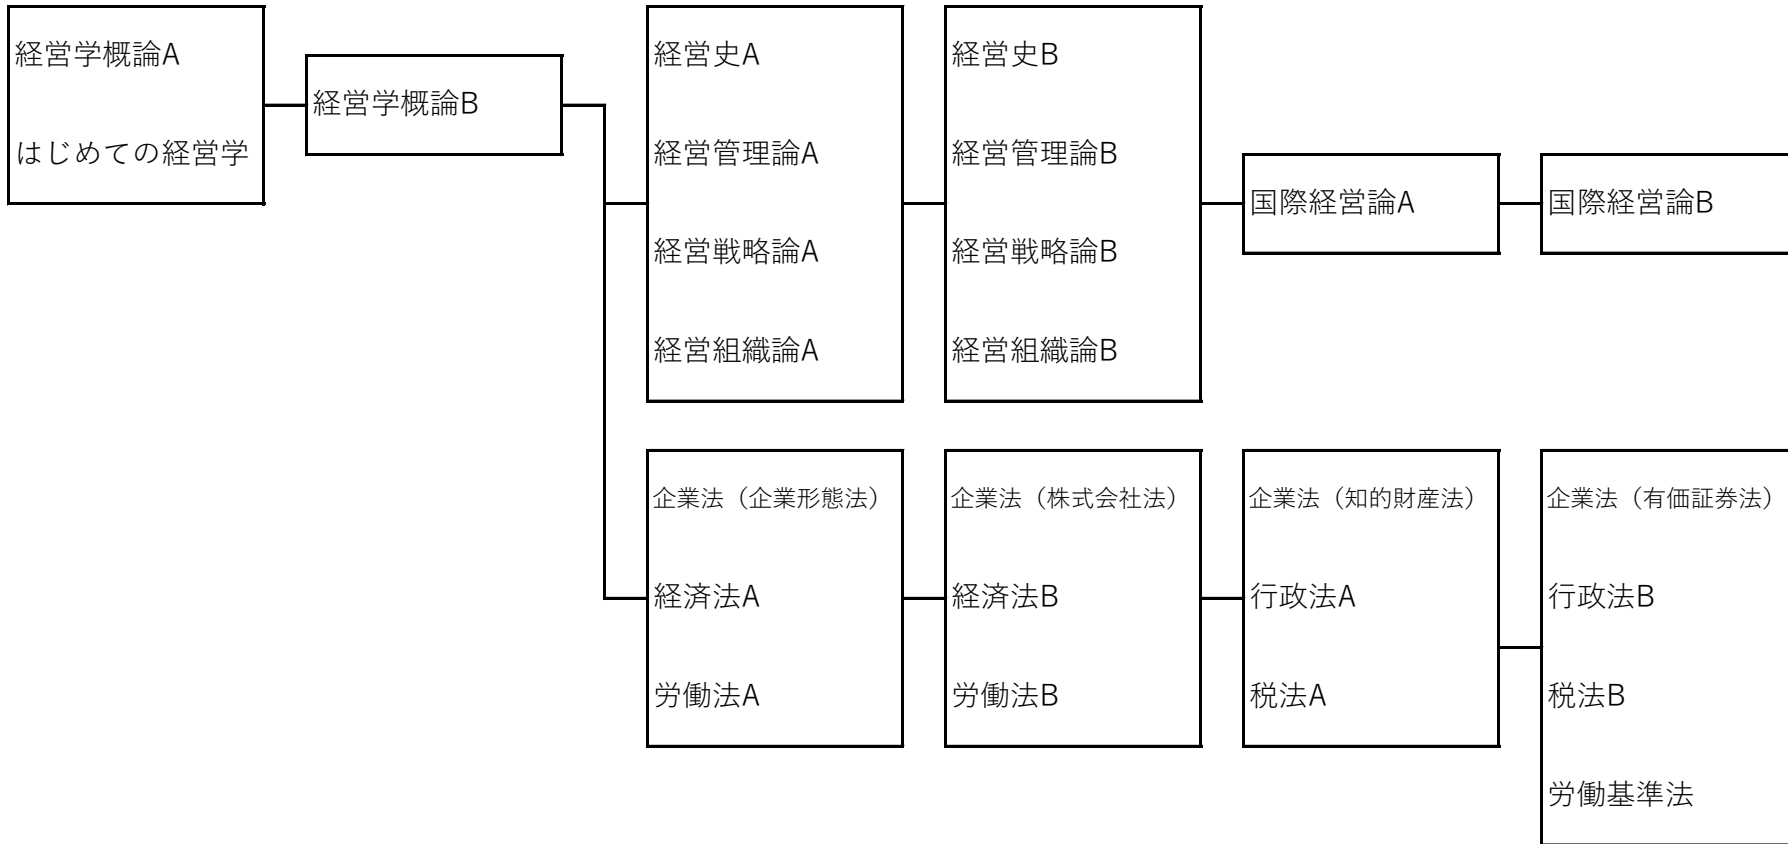 経営学概論A
はじめての経営学
経営学概論B
経営史A
経営管理論A
経営戦略論A
経営組織論A
経営史B
経営管理論B
経営戦略論B
経営組織論B
国際経営論A
国際経営論B
企業法（企業形態法）
経済法A
労働法A
企業法（株式会社法）
経済法B
労働法B
企業法（知的財産法）
行政法A
税法A
企業法（有価証券法）
行政法B
税法B
労働基準法